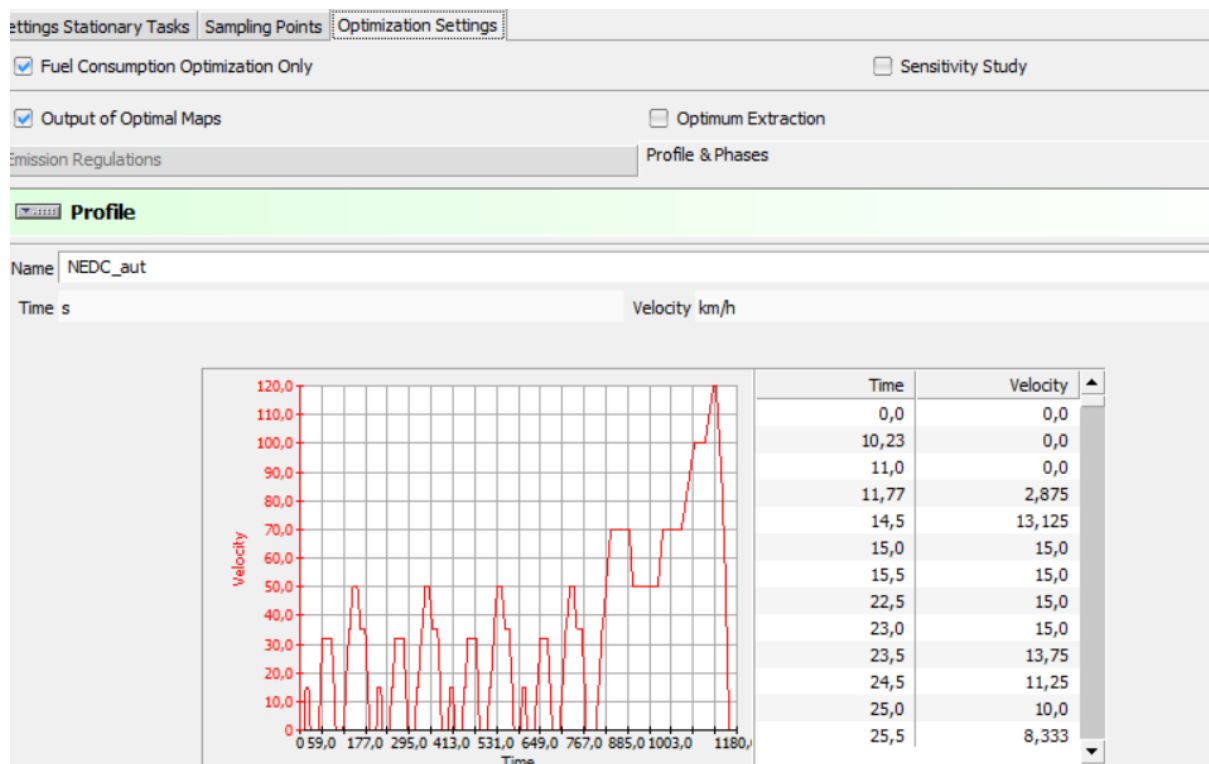 ettings Stationary Tasks Sampling Points Optimization Settings
Fuel Consumption Optimization Only Sensitivity Study
Output of Optimal Maps Optimum Extraction
Emission Regulations Profile & Phases
Profile
Name NEDC_aut
Time s Velocity km/h
120,0
110,0
100,0
90,0
80,0
70,0
60,0
50,0
40,0
30,0
20,0
10,0
0
Velocity
0 59,0 177,0 295,0 413,0 531,0 649,0 767,0 885,0 1003,0 1180,
Time
Time Velocity
0,0 0,0
10,23 0,0
11,0 0,0
11,77 2,875
14,5 13,125
15,0 15,0
15,5 15,0
22,5 15,0
23,0 15,0
23,5 13,75
24,5 11,25
25,0 10,0
25,5 8,333